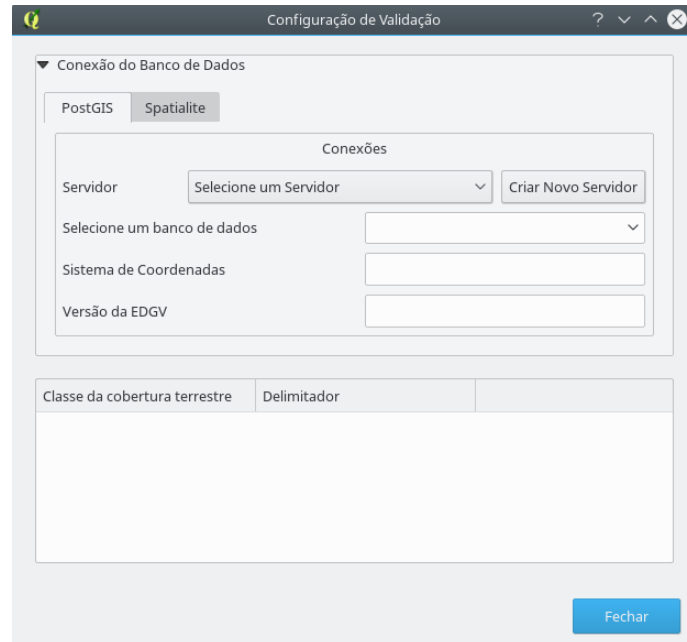 Configuração de Validação
Conexão do Banco de Dados
PostGIS Spatialite
Conexões
Servidor Selecione um Servidor Criar Novo Servidor
Selecione um banco de dados
Sistema de Coordenadas
Versão da EDGV
Classe da cobertura terrestre Delimitador
Fechar